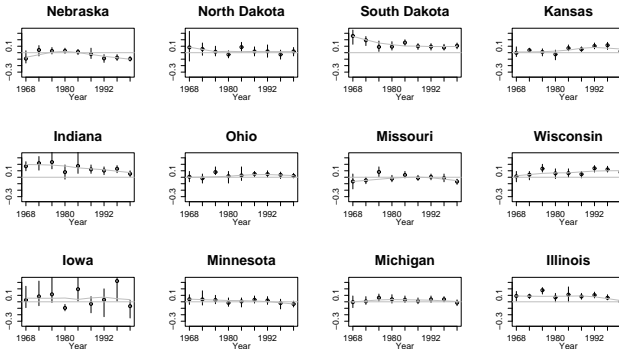 Nebraska North Dakota South Dakota Kansas
0.1 0.1 0.1 0.1
−0.3 −0.3 −0.3 −0.3
1968 1980 1992 1968 1980 1992 1968 1980 1992 1968 1980 1992
Year Year Year Year
Indiana Ohio Missouri Wisconsin
0.1 0.1 0.1 0.1
−0.3 −0.3 −0.3 −0.3
1968 1980 1992 1968 1980 1992 1968 1980 1992 1968 1980 1992
Year Year Year Year
Iowa Minnesota Michigan Illinois
0.1 0.1 0.1 0.1
−0.3 −0.3 −0.3 −0.3
1968 1980 1992 1968 1980 1992 1968 1980 1992 1968 1980 1992
Year Year Year Year